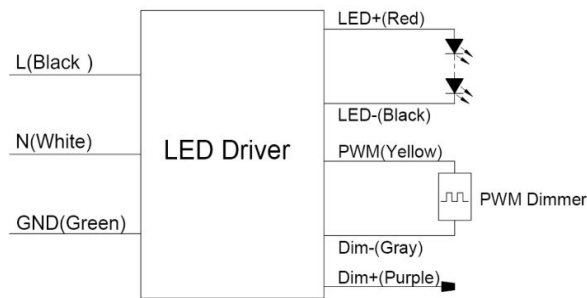 LED+(Red)
L(Black )
LED-(Black)
N(White)
LED Driver
PWM(Yellow)
PWM Dimmer
GND(Green)
Dim-(Gray)
Dim+(Purple)